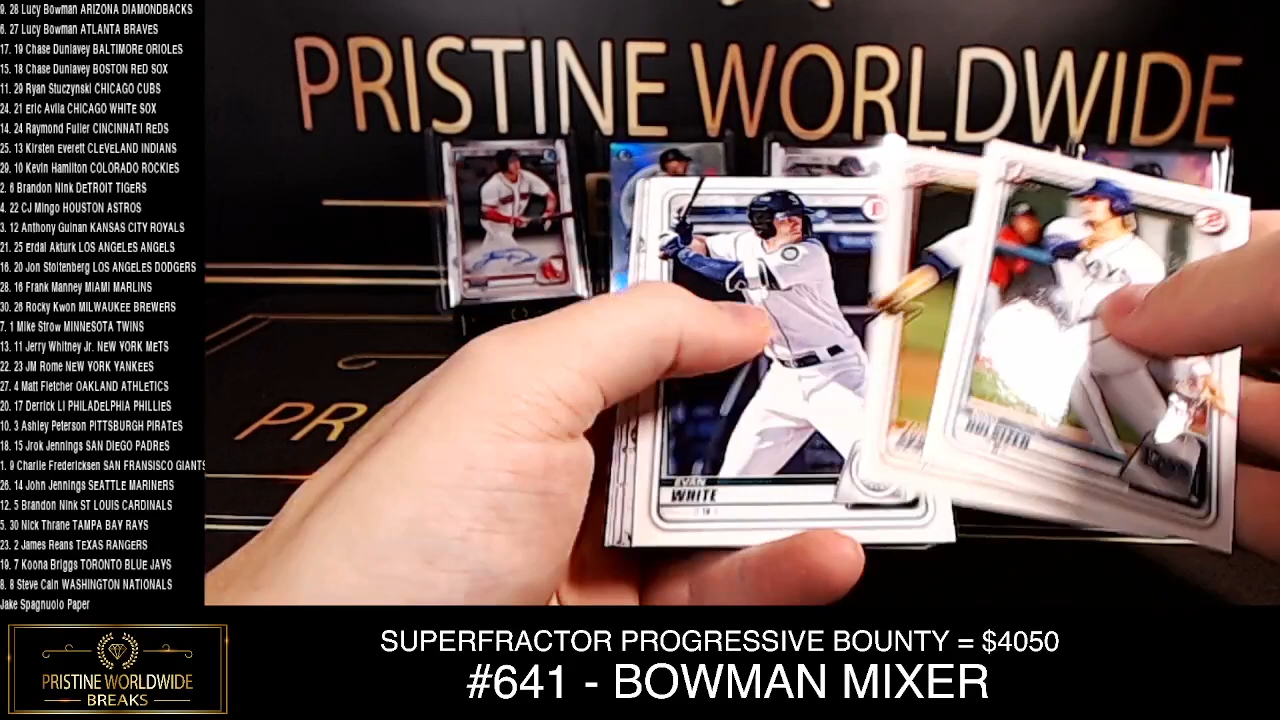 9. 28 Lucy Bowman ARIZONA DIAMONDBACKS
6. 27 Lucy Bowman ATLANTA BRAVES
17. 19 Chase Dunlavey BALTIMORE ORIOLES
15. 18 Chase Dunlavey BOSTON RED SOX
11. 29 Ryan Stuczynski CHICAGO CUBS
24. 21 Eric Avila CHICAGO WHITE SOX
14. 24 Raymond Fuller CINCINNATI REDS
25. 13 Kirsten Everett CLEVELAND INDIANS
29. 10 Kevin Hamilton COLORADO ROCKIES
2. 6 Brandon Nink DETROIT TIGERS
4. 22 CJ Mingo HOUSTON ASTROS
3. 12 Anthony Guinan KANSAS CITY ROYALS
21. 25 Erdal Akturk LOS ANGELES ANGELS
16. 20 Jon Stoltenberg LOS ANGELES DODGERS
28. 16 Frank Manney MIAMI MARLINS
30. 26 Rocky Kwon MILWAUKEE BREWERS
7. 1 Mike Strow MINNESOTA TWINS
13. 11 Jerry Whitney Jr. NEW YORK METS
22. 23 JM Rome NEW YORK YANKEES
27. 4 Matt Fletcher OAKLAND ATHLETICS
20. 17 Derrick Li PHILADELPHIA PHILLIES
10. 3 Ashley Peterson PITTSBURGH PIRATES
18. 15 Jrok Jennings SAN DIEGO PADRES
1. 9 Charlie Fredericksen SAN FRANSISCO GIANTS
26. 14 John Jennings SEATTLE MARINERS
12. 5 Brandon Nink ST LOUIS CARDINALS
5. 30 Nick Thrane TAMPA BAY RAYS
23. 2 James Reans TEXAS RANGERS
19. 7 Koona Briggs TORONTO BLUE JAYS
8. 8 Steve Cain WASHINGTON NATIONALS
Jake Spagnuolo Paper
PRISTINE WORLDWIDE
PR
EVAN
WHITE
PRISTINE WORLDWIDE
BREAKS
SUPERFRACTOR PROGRESSIVE BOUNTY = $4050
#641 - BOWMAN MIXER